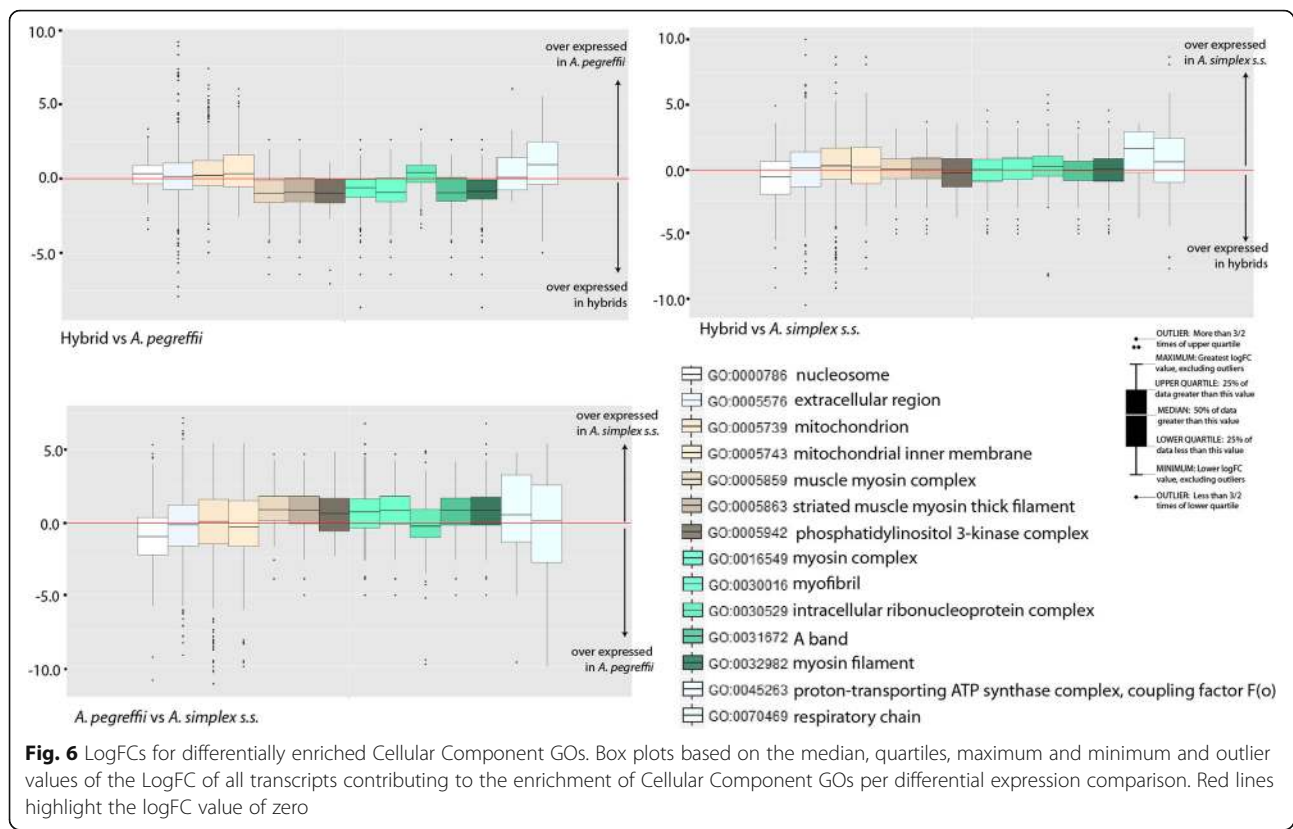 10.0
5.0
0.0
-5.0
over expressed
in A. pegreffii
over expressed
in hybrids
Hybrid vs A. pegreffii
10.0
5.0
0.0
-5.0
-10.0
over expressed
in A. simplex s.s.
over expressed
in hybrids
Hybrid vs A. simplex s.s.
5.0
0.0
-5.0
-10.0
over expressed
in A. simplex s.s.
over expressed
in A. pegreffii
A. pegreffii vs A. simplex s.s.
GO:0000786 nucleosome
GO:0005576 extracellular region
GO:0005739 mitochondrion
GO:0005743 mitochondrial inner membrane
GO:0005859 muscle myosin complex
GO:0005863 striated muscle myosin thick filament
GO:0005942 phosphatidylinositol 3-kinase complex
GO:0016549 myosin complex
GO:0030016 myofibril
GO:0030529 intracellular ribonucleoprotein complex
GO:0031672 A band
GO:0032982 myosin filament
GO:0045263 proton-transporting ATP synthase complex, coupling factor F(o)
GO:0070469 respiratory chain
OUTLIER: More than 3/2
times of upper quartile
MAXIMUM: Greatest logFC
value, excluding outliers
UPPER QUARTILE: 25% of
data greater than this value
MEDIAN: 50% of data
greater than this value
LOWER QUARTILE: 25% of
data less than this value
MINIMUM: Lower logFC
value, excluding outliers
OUTLIER: Less than 3/2
times of lower quartile
Fig. 6 LogFCs for differentially enriched Cellular Component GOs. Box plots based on the median, quartiles, maximum and minimum and outlier
values of the LogFC of all transcripts contributing to the enrichment of Cellular Component GOs per differential expression comparison. Red lines
highlight the logFC value of zero